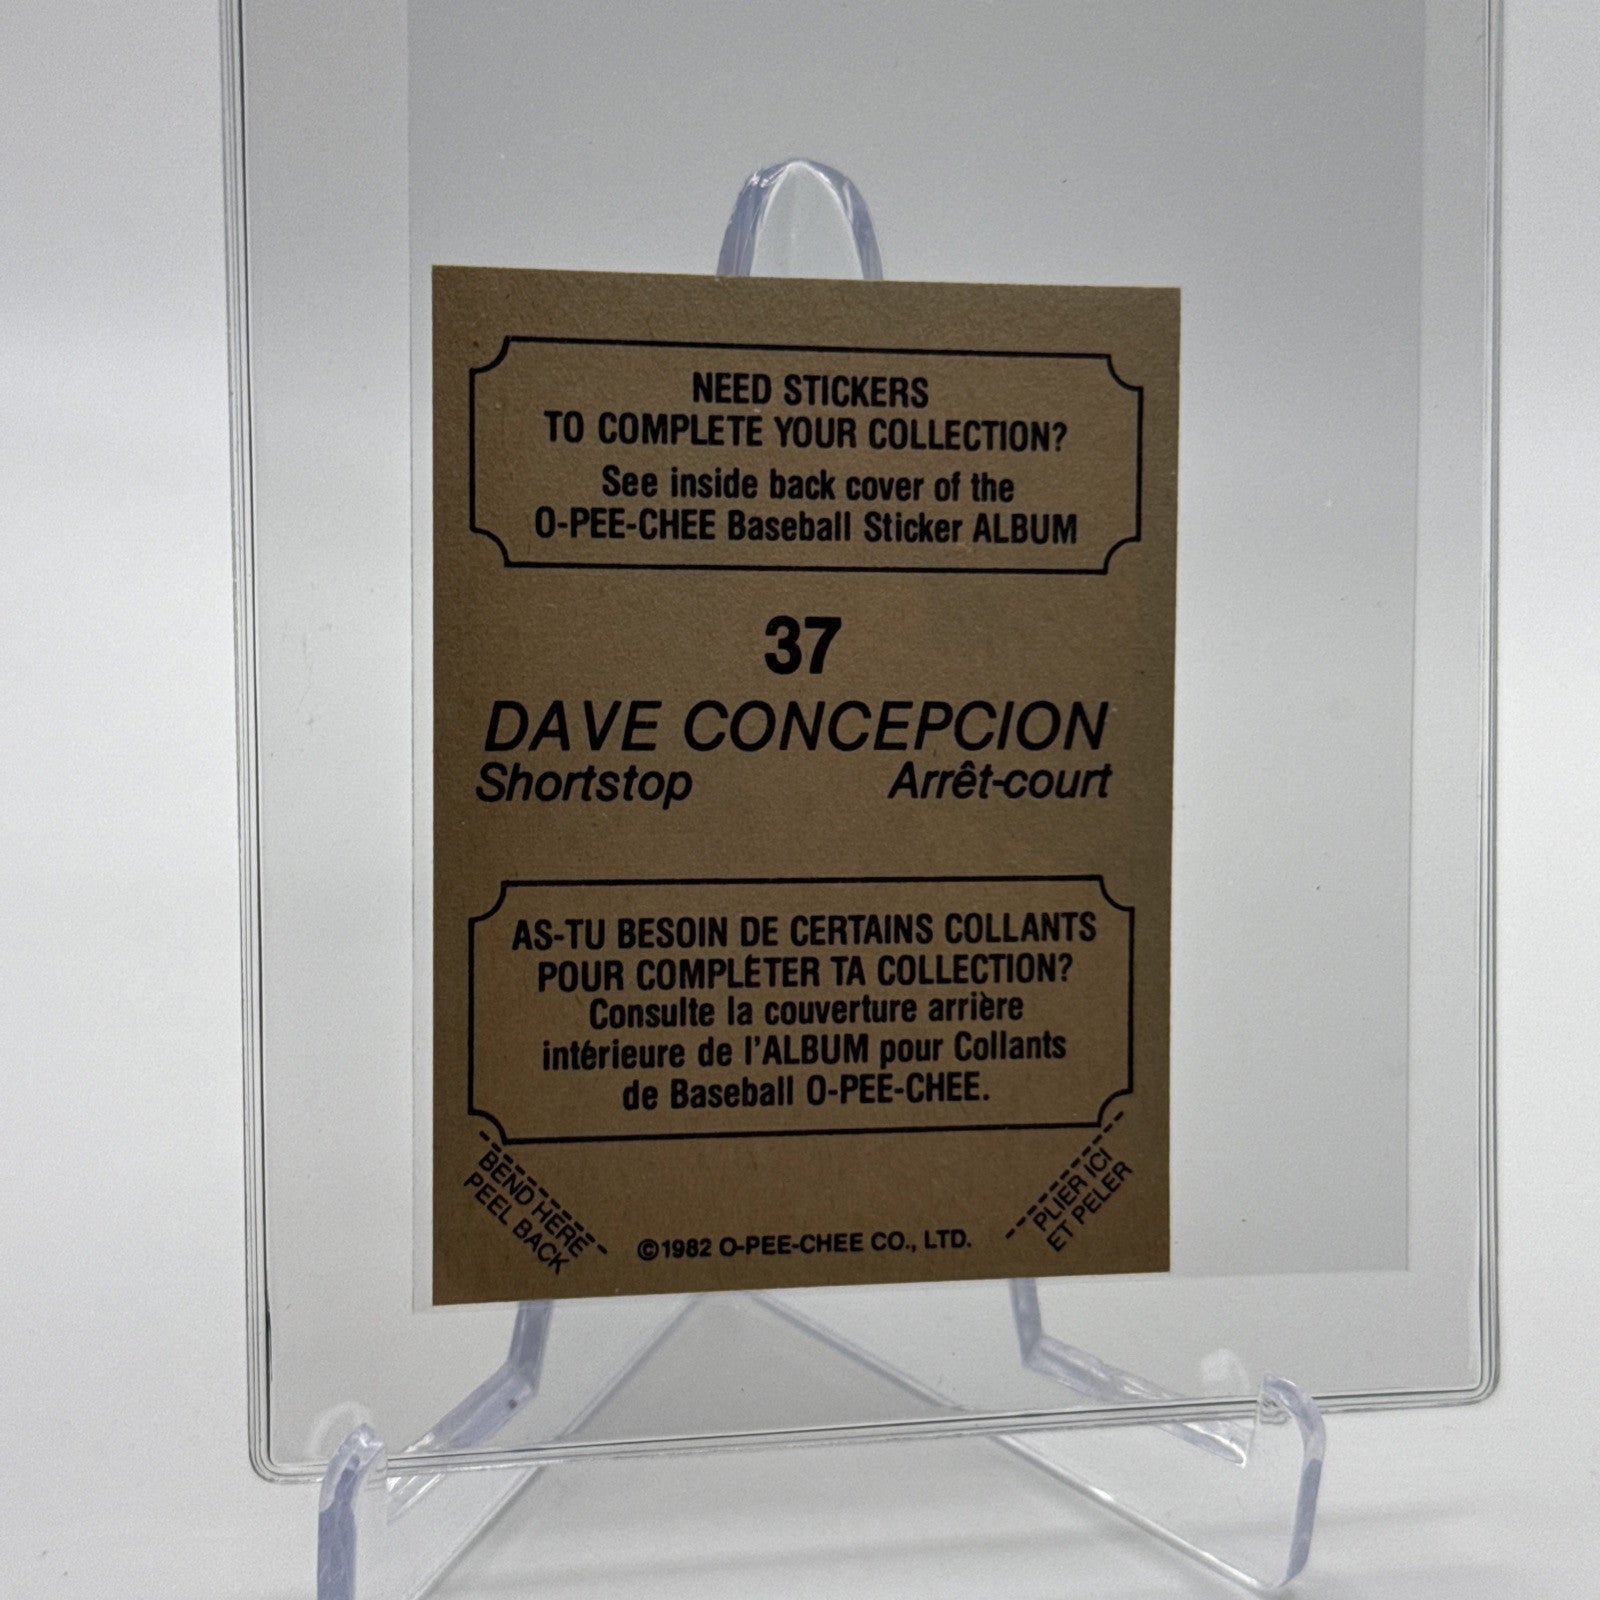 NEED STICKERS
TO COMPLETE YOUR COLLECTION?
See inside back cover of the
O-PEE-CHEE Baseball Sticker ALBUM
37
DAVE CONCEPCION
Shortstop Arrêt-court
AS-TU BESOIN DE CERTAINS COLLANTS
POUR COMPLÉTER TA COLLECTION?
Consulte la couverture arrière
intérieure de l'ALBUM pour Collants
de Baseball O-PEE-CHEE.
BEND HERE
PEEL BACK
©1982 O-PEE-CHEE CO., LTD.
PLIER ICI
ET PELER